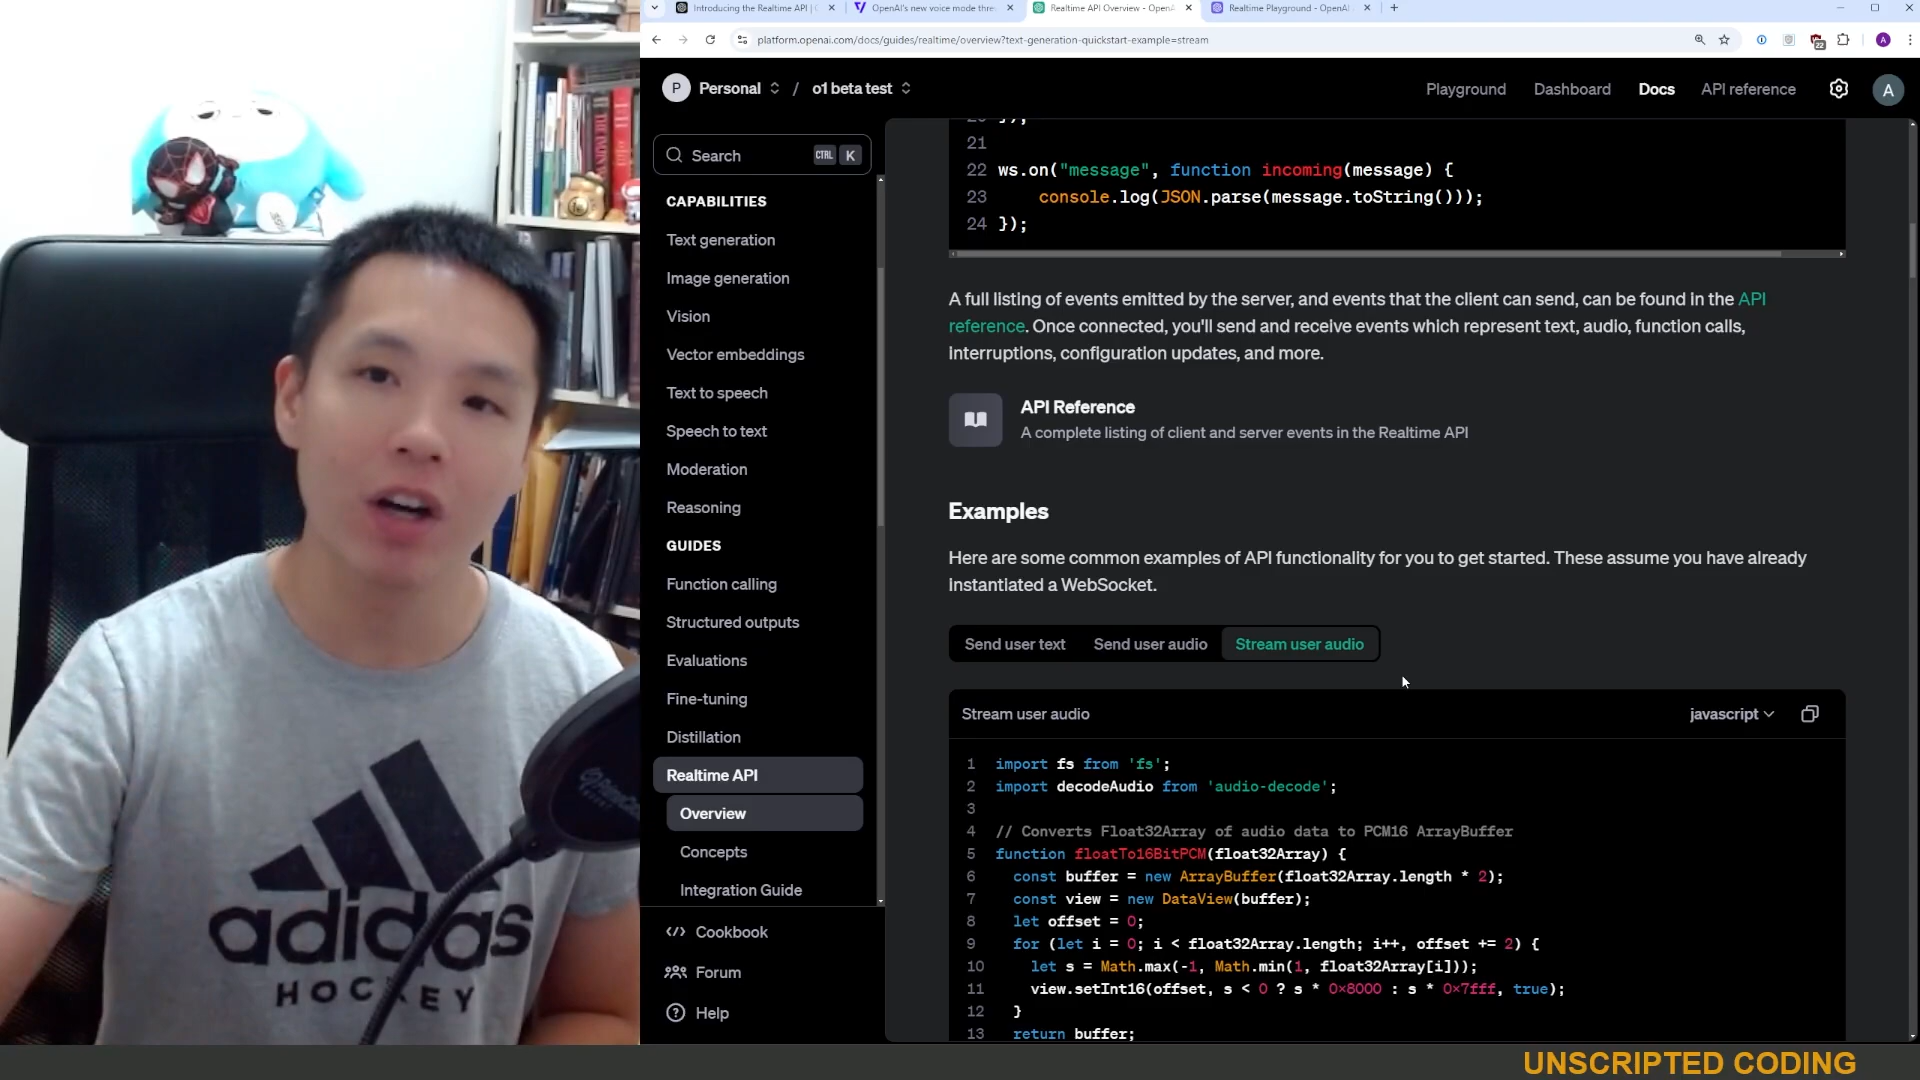 Introducing the Realtime API |
OpenAI's new voice mode thre
Realtime API Overview - OpenA
Realtime Playground - OpenAI
platform.openai.com/docs/guides/realtime/overview?text-generation-quickstart-example=stream
22
A
P Personal / o1 beta test
Playground Dashboard Docs API reference A
Search CTRL K
CAPABILITIES
Text generation
Image generation
Vision
Vector embeddings
Text to speech
Speech to text
Moderation
Reasoning
GUIDES
Function calling
Structured outputs
Evaluations
Fine-tuning
Distillation
Realtime API
Overview
Concepts
Integration Guide
Cookbook
Forum
Help
20 });
21
22 ws.on("message", function incoming(message) {
23 console.log(JSON.parse(message.toString()));
24 });
A full listing of events emitted by the server, and events that the client can send, can be found in the API
reference. Once connected, you'll send and receive events which represent text, audio, function calls,
interruptions, configuration updates, and more.
API Reference
A complete listing of client and server events in the Realtime API
Examples
Here are some common examples of API functionality for you to get started. These assume you have already
instantiated a WebSocket.
Send user text Send user audio Stream user audio
Stream user audio javascript
1 import fs from 'fs';
2 import decodeAudio from 'audio-decode';
3
4 // Converts Float32Array of audio data to PCM16 ArrayBuffer
5 function floatTo16BitPCM(float32Array) {
6 const buffer = new ArrayBuffer(float32Array.length * 2);
7 const view = new DataView(buffer);
8 let offset = 0;
9 for (let i = 0; i < float32Array.length; i++, offset += 2) {
10 let s = Math.max(-1, Math.min(1, float32Array[i]));
11 view.setInt16(offset, s < 0 ? s * 0x8000 : s * 0x7fff, true);
12 }
13 return buffer;
adidas
HOCKEY
UNSCRIPTED CODING